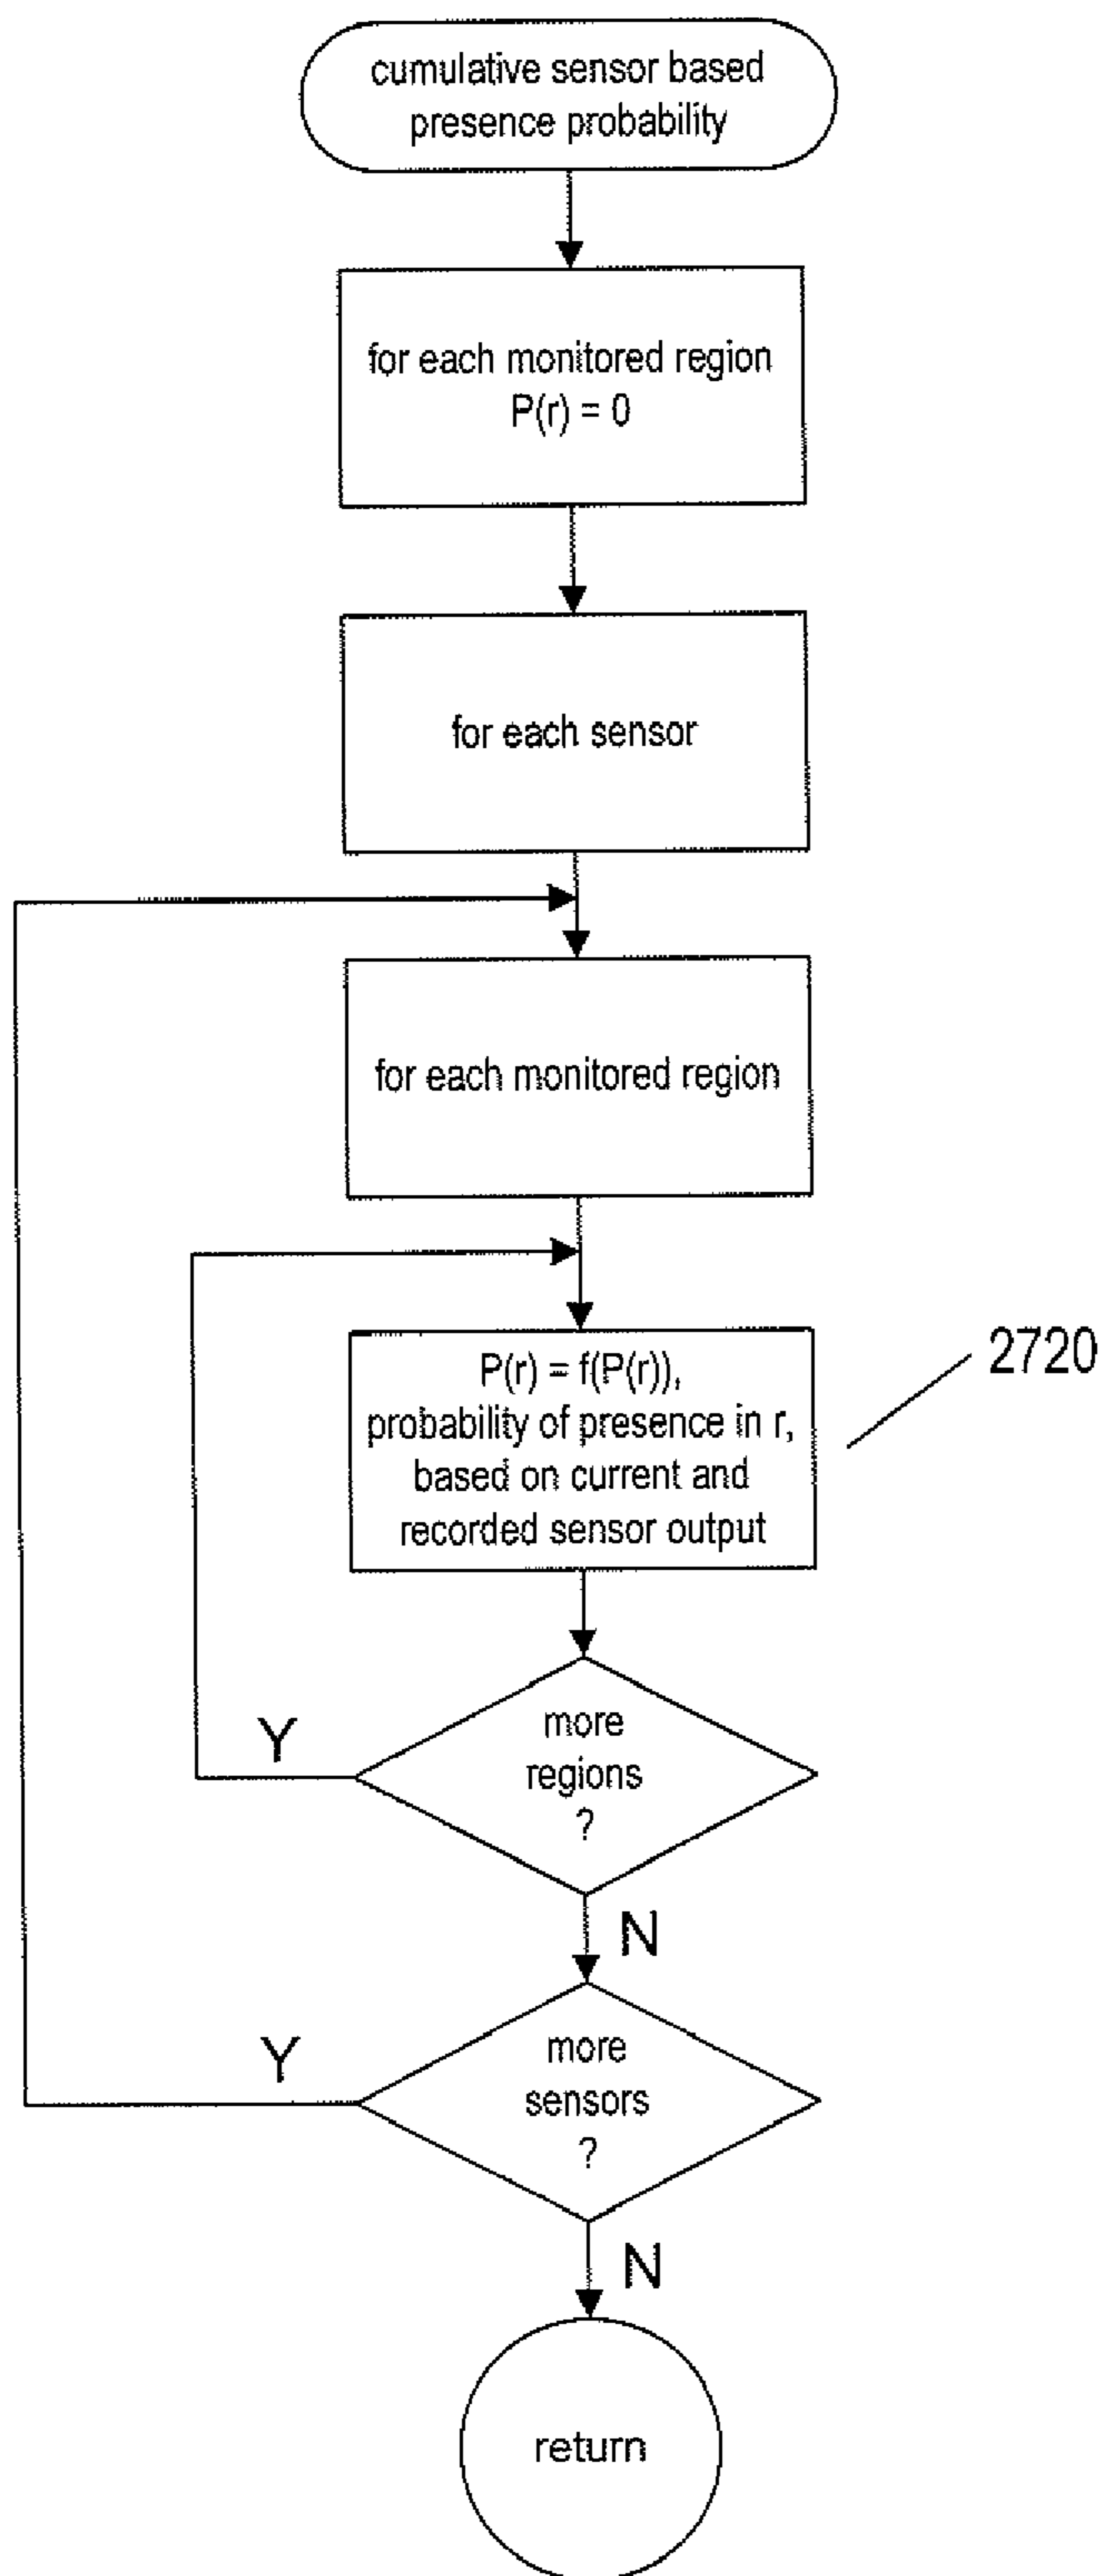 cumulative sensor based
presence probability
for each monitored region
P(r) = 0
for each sensor
for each monitored region
P(r) = f(P(r)),
probability of presence in r,
based on current and
recorded sensor output
2720
more
regions
?
Y
N
more
sensors
?
Y
N
return